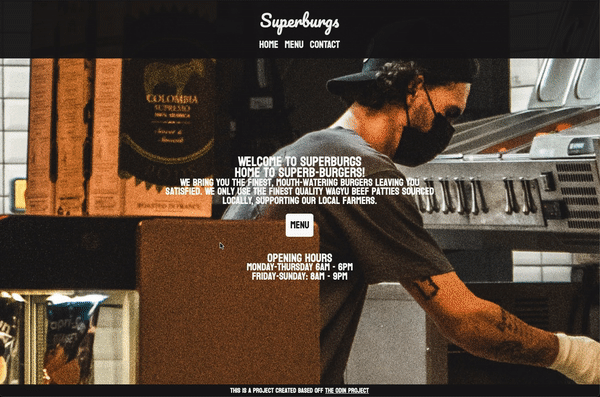 Superburgs
HOME MENU CONTACT
COLOMBIA
SUPREMO
WELCOME TO SUPERBURGS
HOME TO SUPERB-BURGERS!
WE BRING YOU THE FINEST, MOUTH-WATERING BURGERS LEAVING YOU
SATISFIED. WE ONLY USE THE FINEST QUALITY WAGYU BEEF PATTIES SOURCED
LOCALLY, SUPPORTING OUR LOCAL FARMERS.
ROASTED IN FRANCE
MENU
OPENING HOURS
MONDAY-THURSDAY 6AM - 6PM
FRIDAY-SUNDAY: 8AM - 9PM
THIS IS A PROJECT CREATED BASED OFF THE ODIN PROJECT